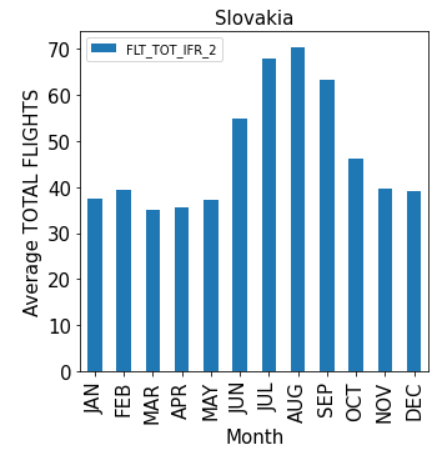 Slovakia
FLT_TOT_IFR_2
Average TOTAL FLIGHTS
70
60
50
40
30
20
10
0
JAN
FEB
MAR
APR
MAY
JUN
JUL
AUG
SEP
OCT
NOV
DEC
Month